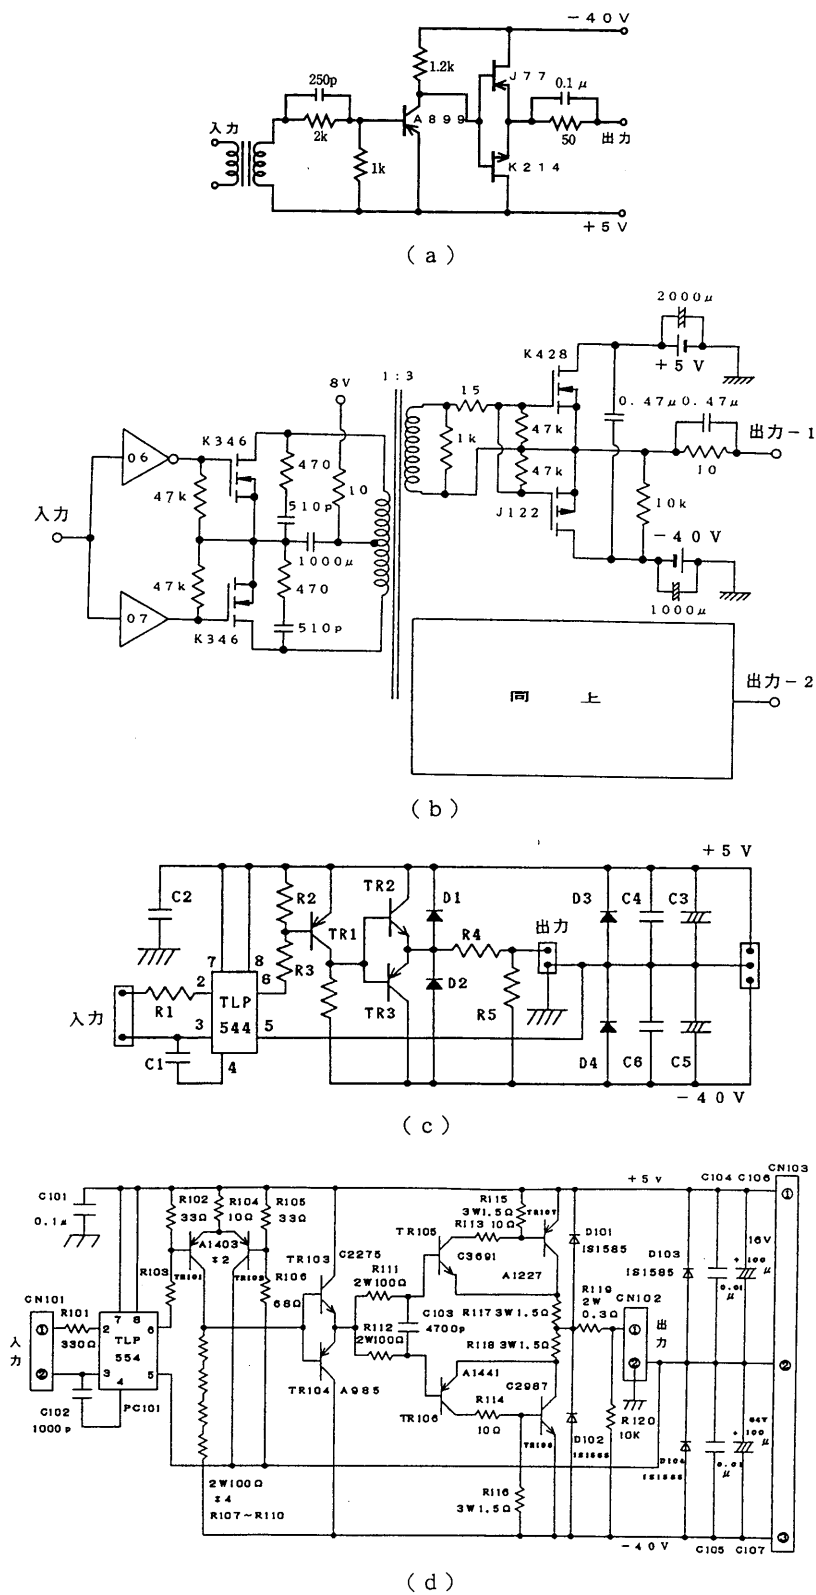 -40V
1.2k
J77
250p
0.1μ
入力
2k
A899
50
出力
1k
K214
+5V
(a)
2000μ
K428
+5V
8V
1:3
15
0.47μ
0.47μ
出力-1
K346
06
470
47k
1k
47k
10
10
47k
510p
J122
10k
入力
-40V
1000μ
47k
470
1000μ
07
510p
K346
出力-2
同上
(b)
+5V
C2
R2
TR2
D1
D3
C4
C3
TR1
R4
出力
7
8
R3
6
2
TLP
D2
R1
TR3
R5
入力
3
544
5
C1
4
D4
C6
C5
-40V
(c)
CN103
+5v
C104
C106
①
C101
R102
R104
R105
R115
3W1.5Ω
TR107
0.1μ
33Ω
10Ω
33Ω
R113 10Ω
TR105
D101
1S1585
16V
A1403
*2
TR103
C2275
C3691
D103
1S1585
+100
μ
TR101
TR102
R111
2W100Ω
A1227
0.01
μ
R103
R106
68Ω
R119
2W
0.3Ω
CN101
R117 3W1.5Ω
CN102
R101
7
8
C103
4700p
①
330Ω
2
TLP
6
R112
2W100Ω
R118 3W1.5Ω
①
出力
入力
554
②
3
4
5
A1441
②
②
TR104
A985
C2987
C102
1000p
PC101
TR106
R114
10Ω
R120
10K
+100
μ
D102
1S1585
D104
1S1585
0.01
μ
2W100Ω
*4
R107～R110
R116
3W1.5Ω
-40V
C105
C107
③
(d)